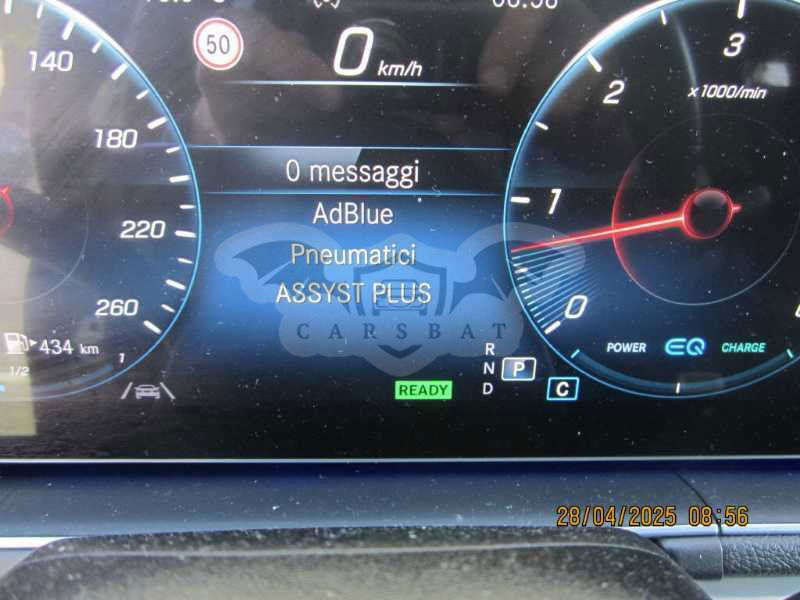 50
0 km/h
140
180
220
260
0 messaggi
AdBlue
Pneumatici
ASSYST PLUS
CARSBAT
3
2
x1000/min
1
0
434 km
1
1/2
R
N P
D C
READY
POWER EQ CHARGE
28/04/2025 08:56